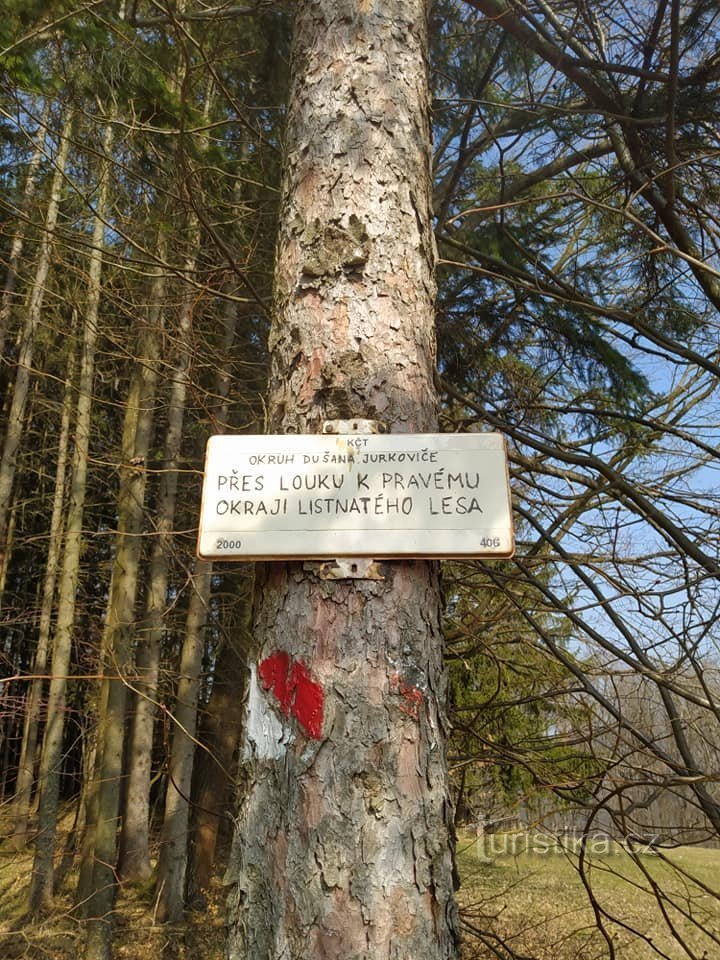 KČT
OKRUH DUŠANA JURKOVIČE
PŘES LOUKU K PRAVÉMU
OKRAJI LISTNATÉHO LESA
2000 406
Turistika.cz